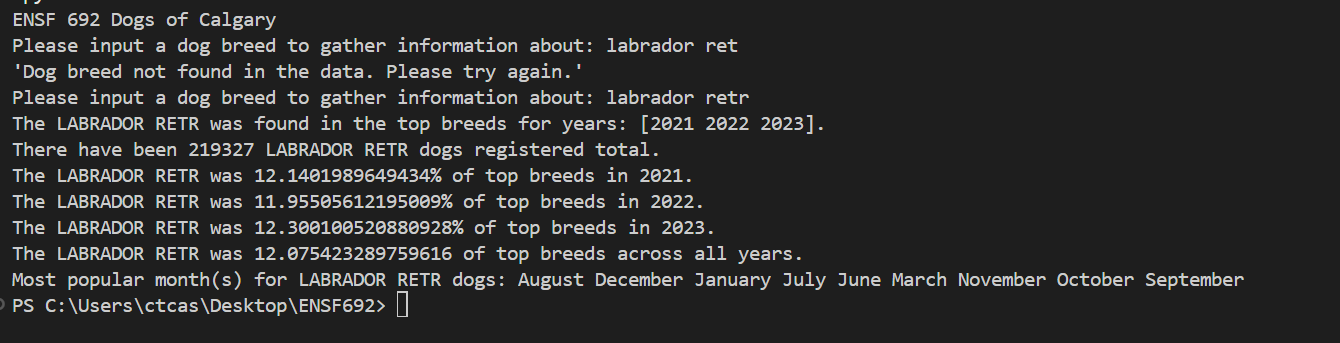 ENSF 692 Dogs of Calgary
Please input a dog breed to gather information about: labrador ret
'Dog breed not found in the data. Please try again.'
Please input a dog breed to gather information about: labrador retr
The LABRADOR RETR was found in the top breeds for years: [2021 2022 2023].
There have been 219327 LABRADOR RETR dogs registered total.
The LABRADOR RETR was 12.1401989649434% of top breeds in 2021.
The LABRADOR RETR was 11.95505612195009% of top breeds in 2022.
The LABRADOR RETR was 12.300100520880928% of top breeds in 2023.
The LABRADOR RETR was 12.075423289759616 of top breeds across all years.
Most popular month(s) for LABRADOR RETR dogs: August December January July June March November October September
PS C:\Users\ctcas\Desktop\ENSF692>